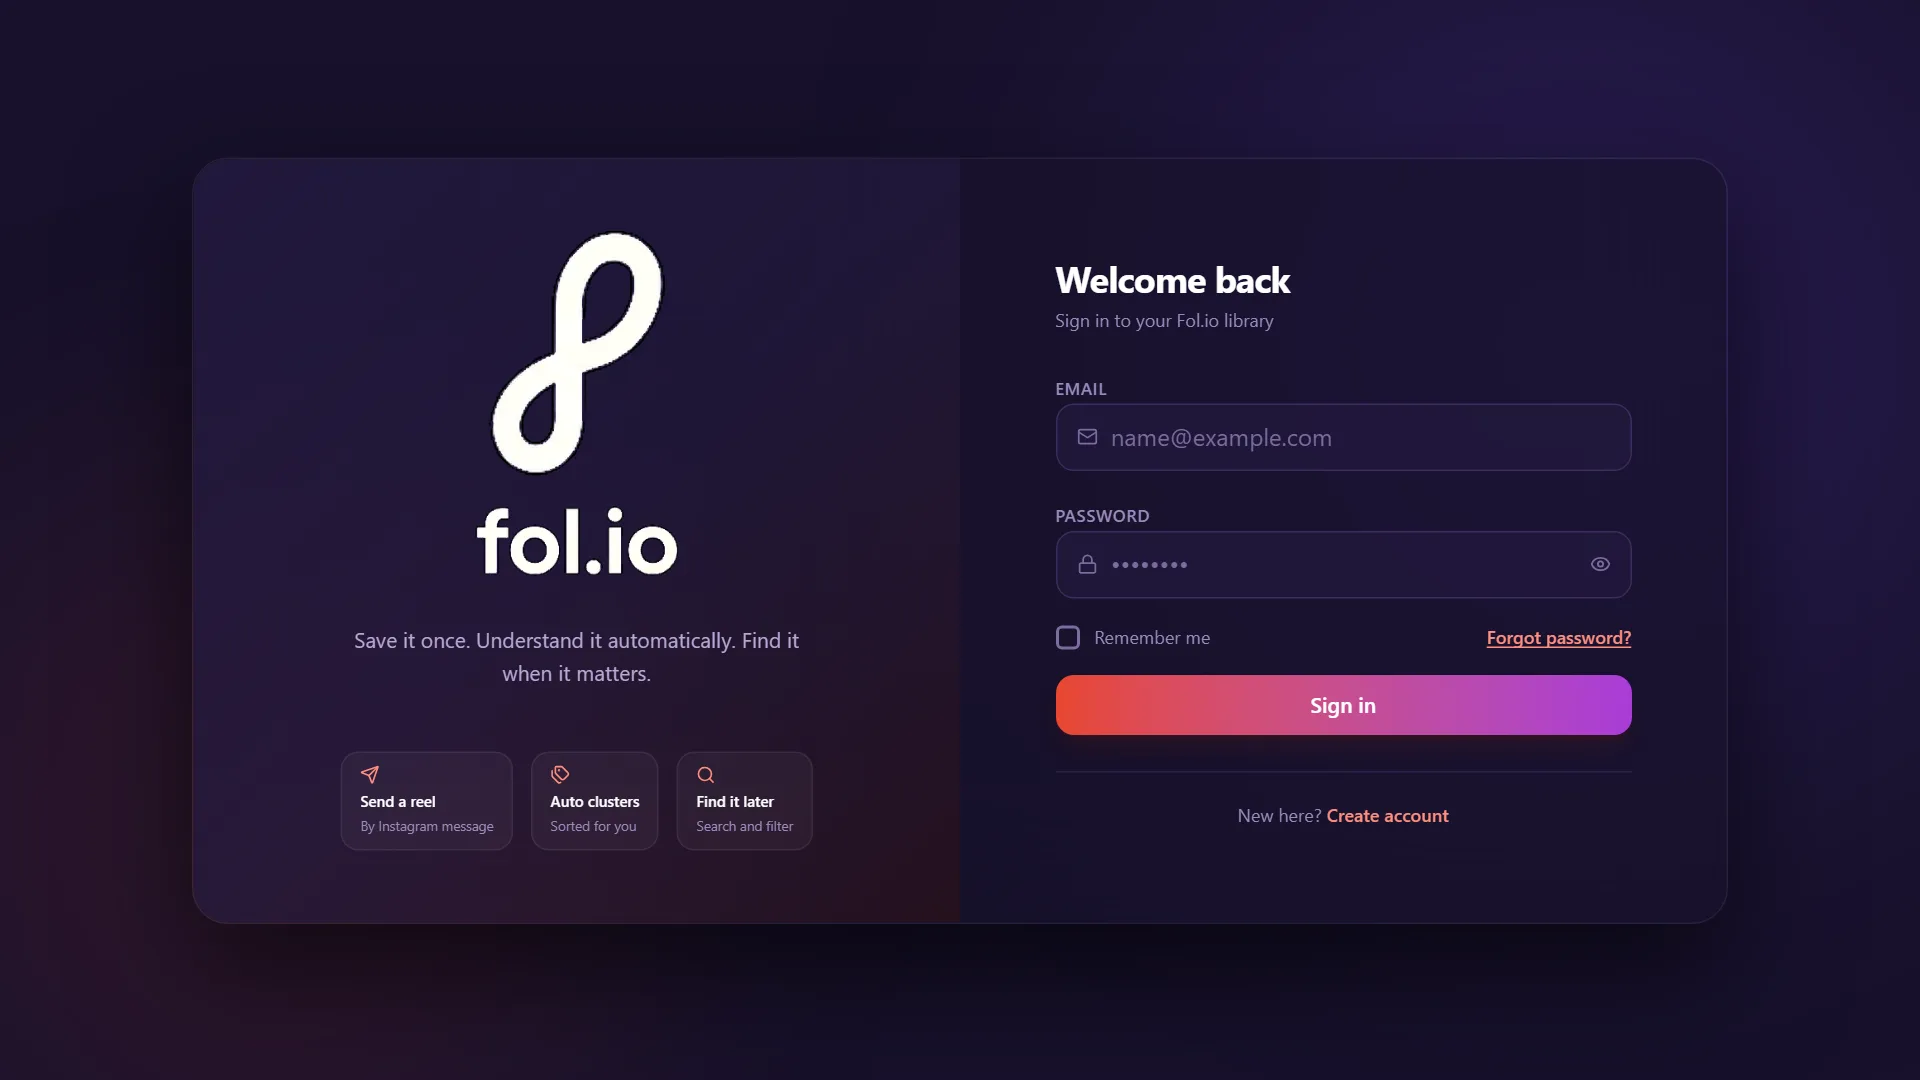 fol.io
Save it once. Understand it automatically. Find it
when it matters.
Send a reel
By Instagram message
Auto clusters
Sorted for you
Find it later
Search and filter
Welcome back
Sign in to your Fol.io library
EMAIL
name@example.com
PASSWORD
••••••••
Remember me
Forgot password?
Sign in
New here? Create account